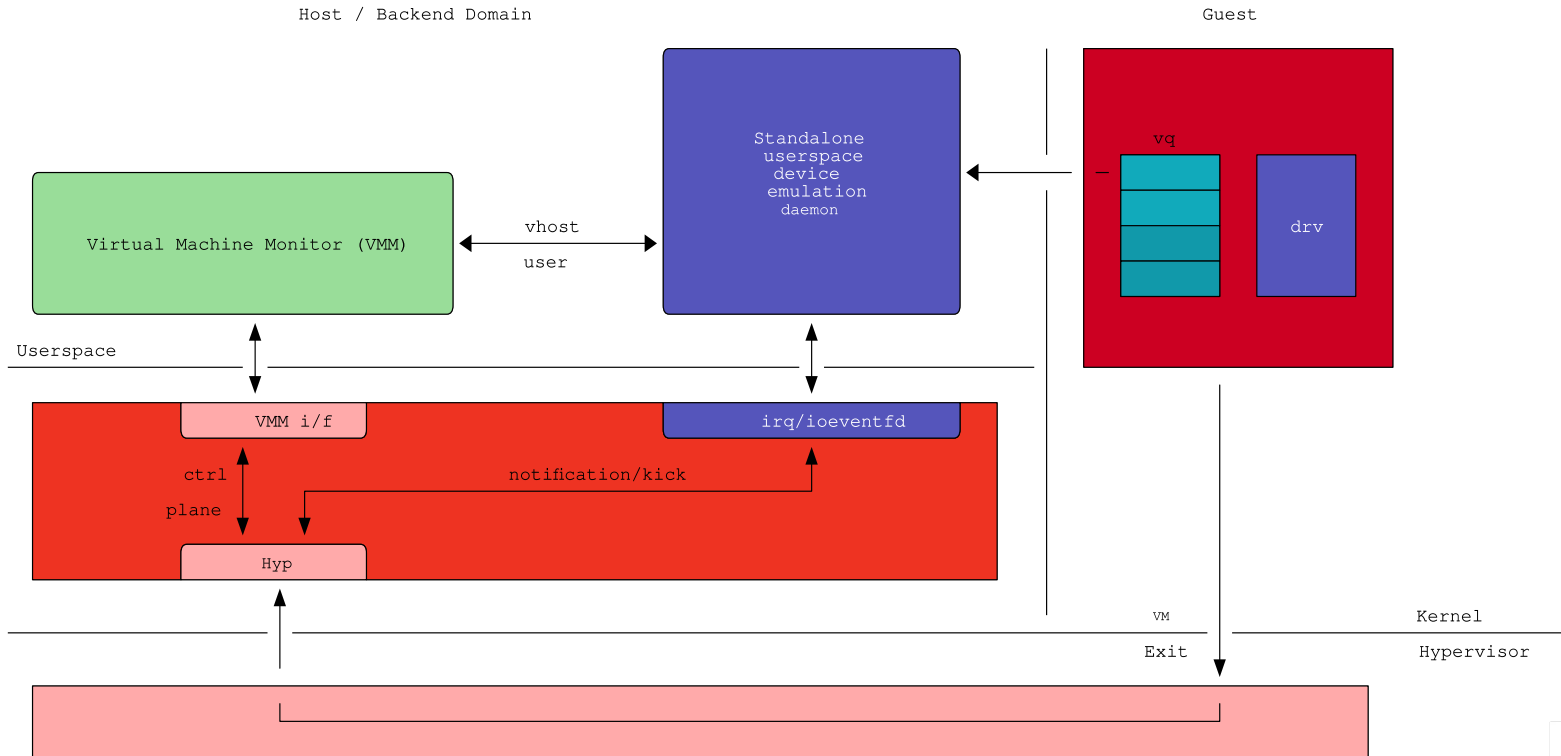 Host / Backend Domain
Guest
Standalone
userspace
device
emulation
daemon
vq
drv
Virtual Machine Monitor (VMM)
vhost
user
Userspace
VMM i/f
irq/ioeventfd
ctrl
plane
notification/kick
Hyp
VM
Exit
Kernel
Hypervisor